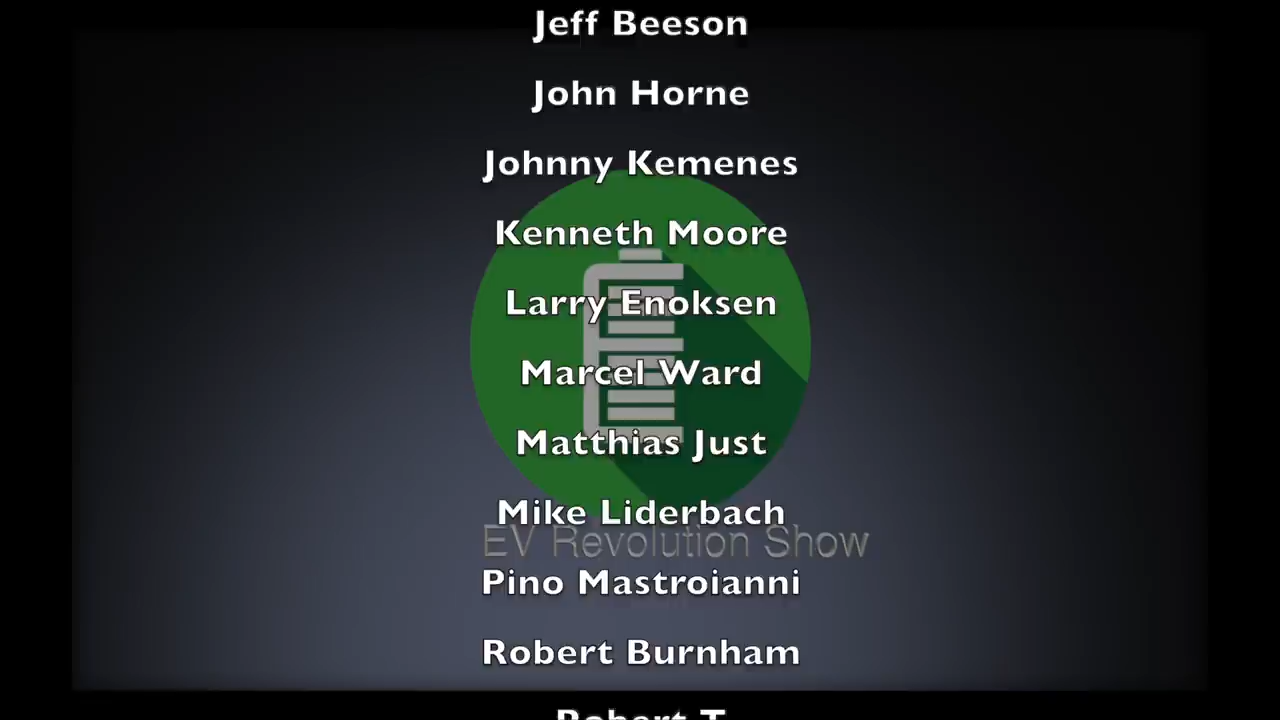 Jeff Beeson
John Horne
Johnny Kemenes
Kenneth Moore
Larry Enoksen
Marcel Ward
Matthias Just
Mike Liderbach
EV Revolution Show
Pino Mastroianni
Robert Burnham
Robert T